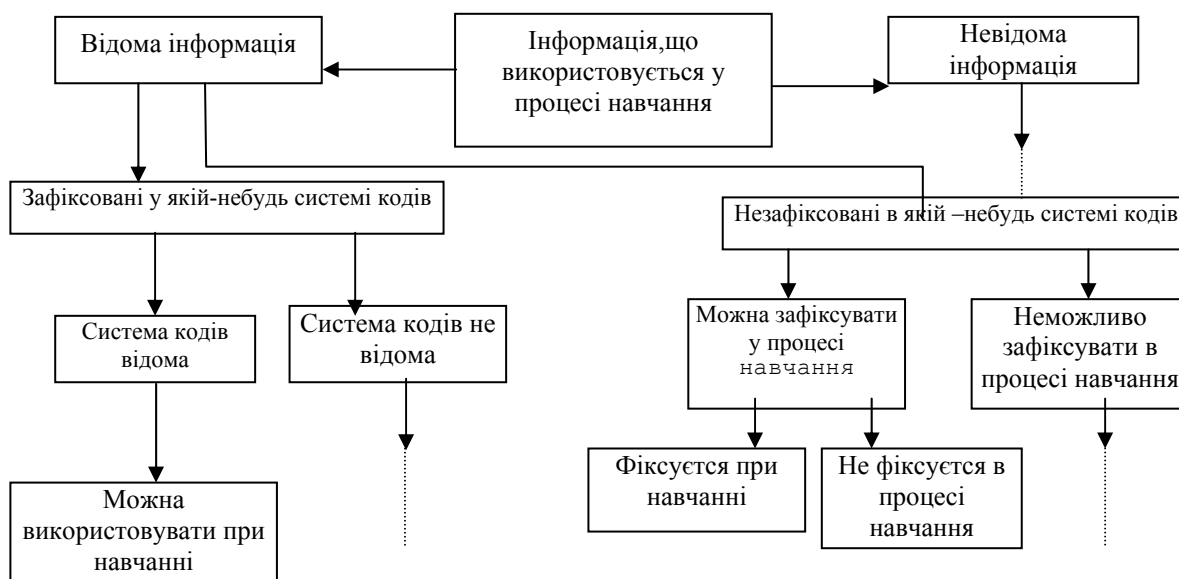 Відома інформація
Інформація,що
використовується у
процесі навчання
Невідома
інформація
Зафіксовані у якій-небудь системі кодів
Незафіксовані в якій –небудь системі кодів
Система кодів
відома
Система кодів не
відома
Можна зафіксувати
у процесі
навчання
Неможливо
зафіксувати в
процесі навчання
Можна
використовувати при
навчанні
Фіксуєтся при
навчанні
Не фіксуєтся в
процесі
навчання